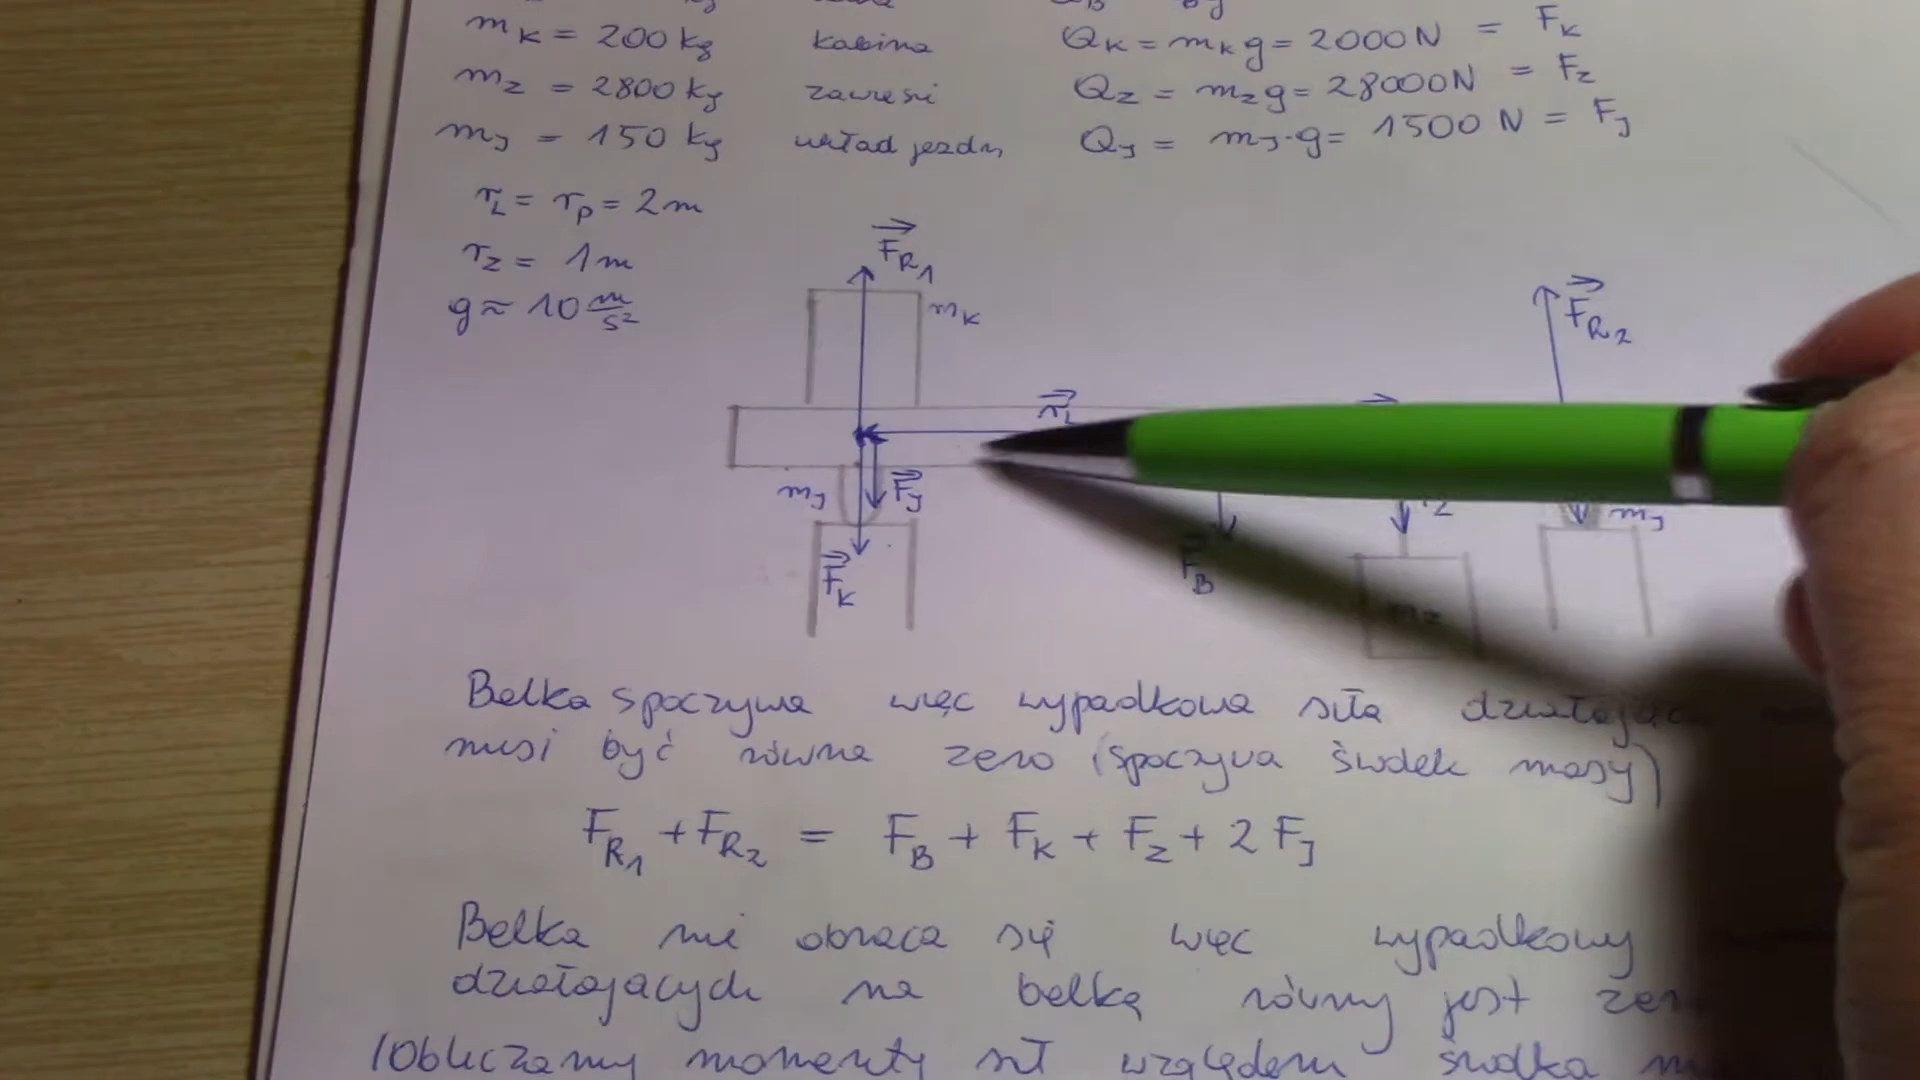 m_K = 200 kg kabina Q_K = m_K g = 2000 N = F_K
m_Z = 2800 kg Q_Z = m_Z g = 28000 N = F_Z
m_J = 150 kg układ jezdn Q_J = m_J · g = 1500 N = F_J
r_L = r_P = 2 m
r_Z = 1 m
g ≈ 10 m/s²
F_R1
m_K
F_R2
r_L
m_J F_J
m_J
F_K
F_B
m_Z
Belka spoczywa więc wypadkowa siła
musi być równa zero (spoczywa środek masy)
F_R1 + F_R2 = F_B + F_K + F_Z + 2 F_J
Belka nie obraca się więc wypadkowy
działających na belkę równy jest
(Obliczamy momenty sił względem środka